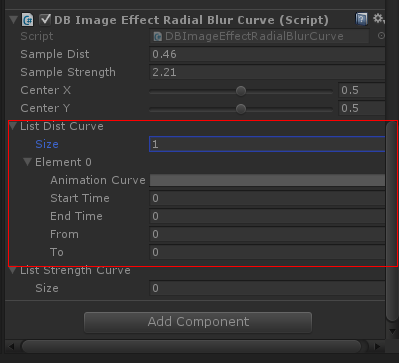 DB Image Effect Radial Blur Curve (Script)
Script DBImageEffectRadialBlurCurve
Sample Dist 0.46
Sample Strength 2.21
Center X 0.5
Center Y 0.5
List Dist Curve
Size 1
Element 0
Animation Curve
Start Time 0
End Time 0
From 0
To 0
List Strength Curve
Size 0
Add Component